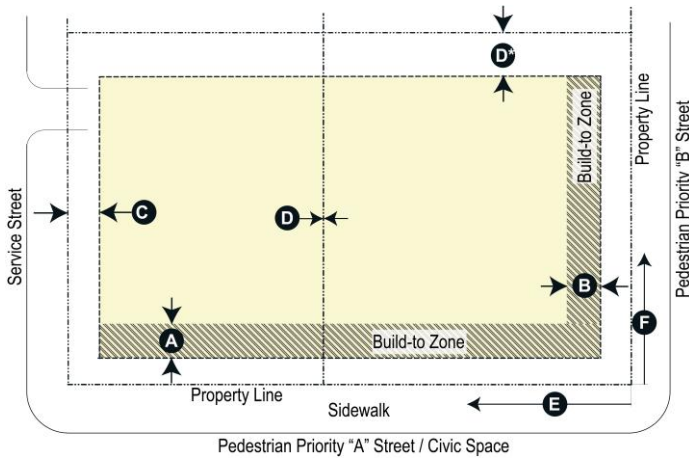 D*
Build-to Zone
Property Line
Pedestrian Priority "B" Street
Service Street
C
D
B
F
A
Build-to Zone
Property Line
E
Sidewalk
Pedestrian Priority “A” Street / Civic Space